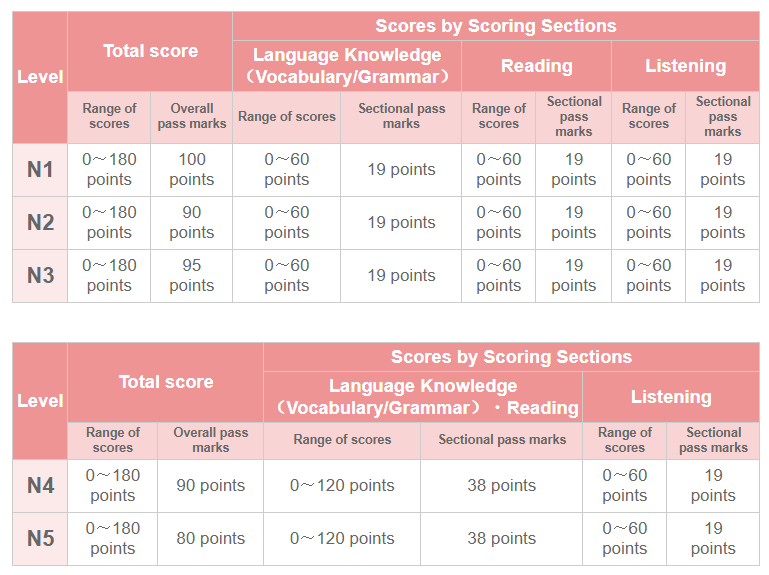 Level
Total score
Scores by Scoring Sections
Language Knowledge
（Vocabulary/Grammar）
Reading
Listening
Range of
scores
Overall
pass marks
Range of scores
Sectional pass
marks
Range of
scores
Sectional
pass
marks
Range of
scores
Sectional
pass
marks
N1
0～180
points
100
points
0～60
points
19 points
0～60
points
19
points
0～60
points
19
points
N2
0～180
points
90
points
0～60
points
19 points
0～60
points
19
points
0～60
points
19
points
N3
0～180
points
95
points
0～60
points
19 points
0～60
points
19
points
0～60
points
19
points
Level
Total score
Scores by Scoring Sections
Language Knowledge
（Vocabulary/Grammar）・Reading
Listening
Range of
scores
Overall pass
marks
Range of scores
Sectional pass marks
Range of
scores
Sectional
pass marks
N4
0～180
points
90 points
0～120 points
38 points
0～60
points
19
points
N5
0～180
points
80 points
0～120 points
38 points
0～60
points
19
points